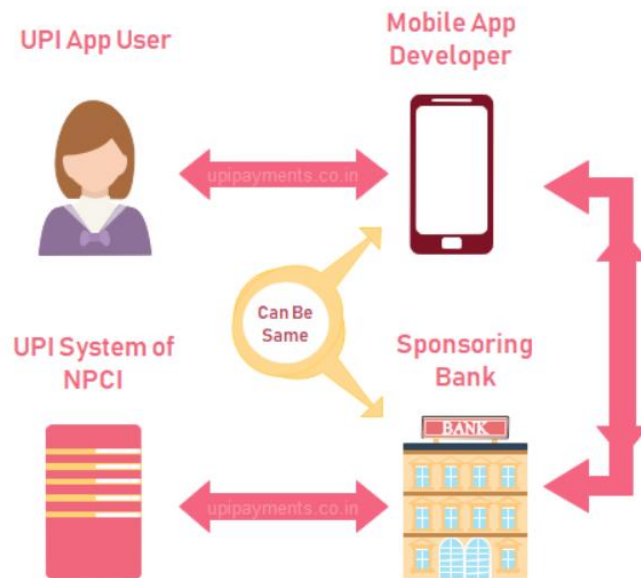 UPI App User
Mobile App
Developer
upipayments.co.in
Can Be
Same
UPI System of
NPCI
Sponsoring
Bank
BANK
upipayments.co.in